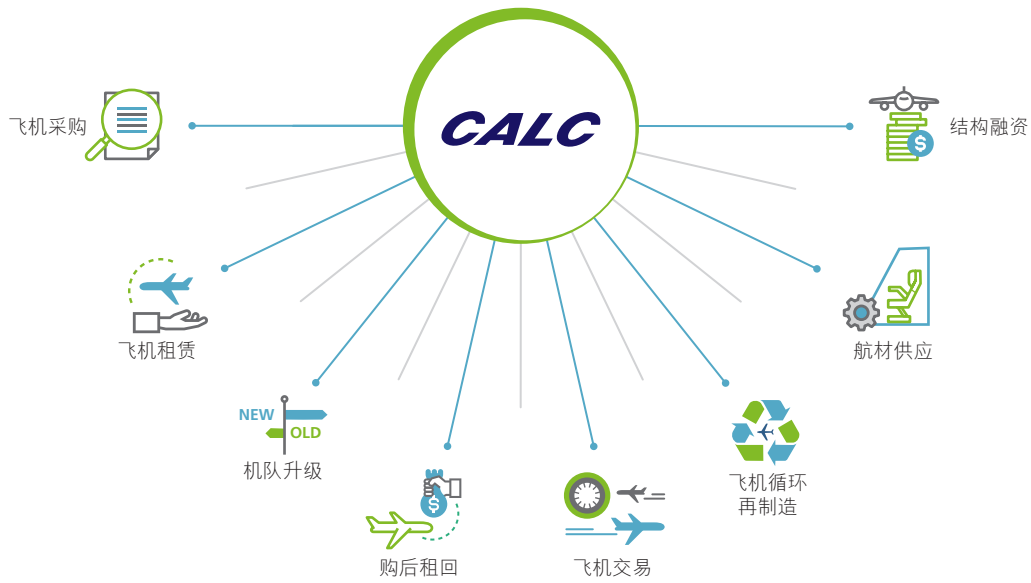 CALC
飞机采购
结构融资
$
飞机租赁
航材供应
NEW
OLD
机队升级
飞机循环
再制造
$
购后租回
飞机交易